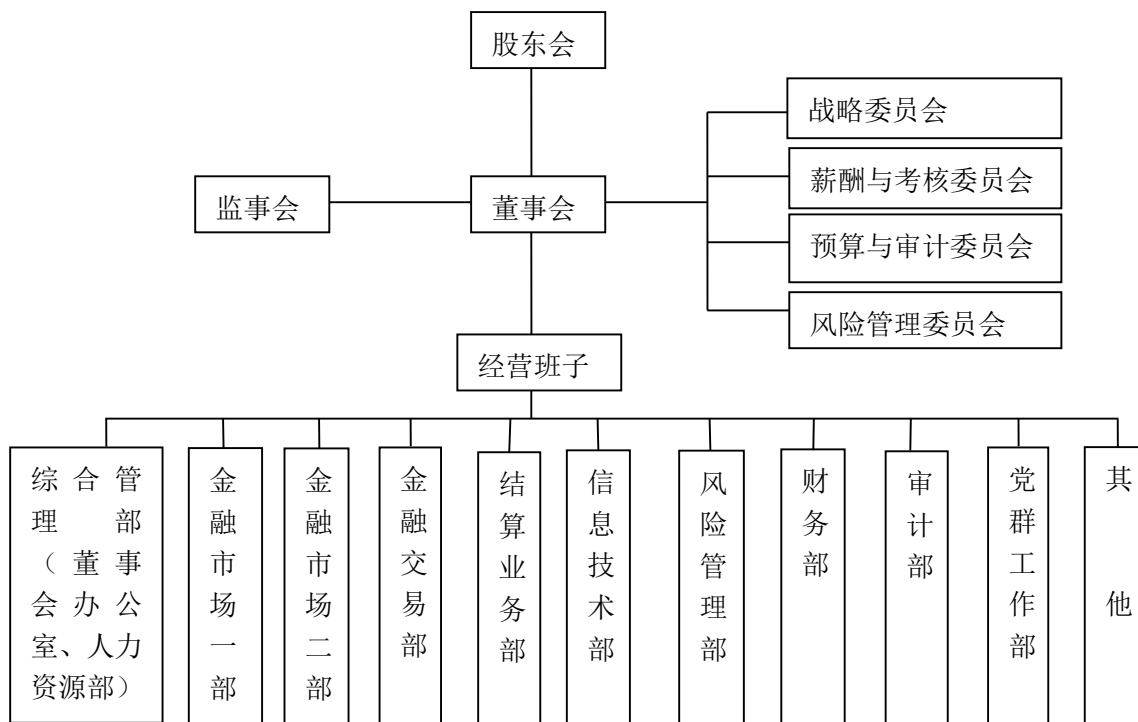 股东会
战略委员会
薪酬与考核委员会
监事会
董事会
预算与审计委员会
风险管理委员会
经营班子
综合管
理部
（董事
会办公
室、人力
资源部）
金融市场一部
金融市场二部
金融交易部
结算业务部
信息技术部
风险管理部
财务部
审计部
党群工作部
其他